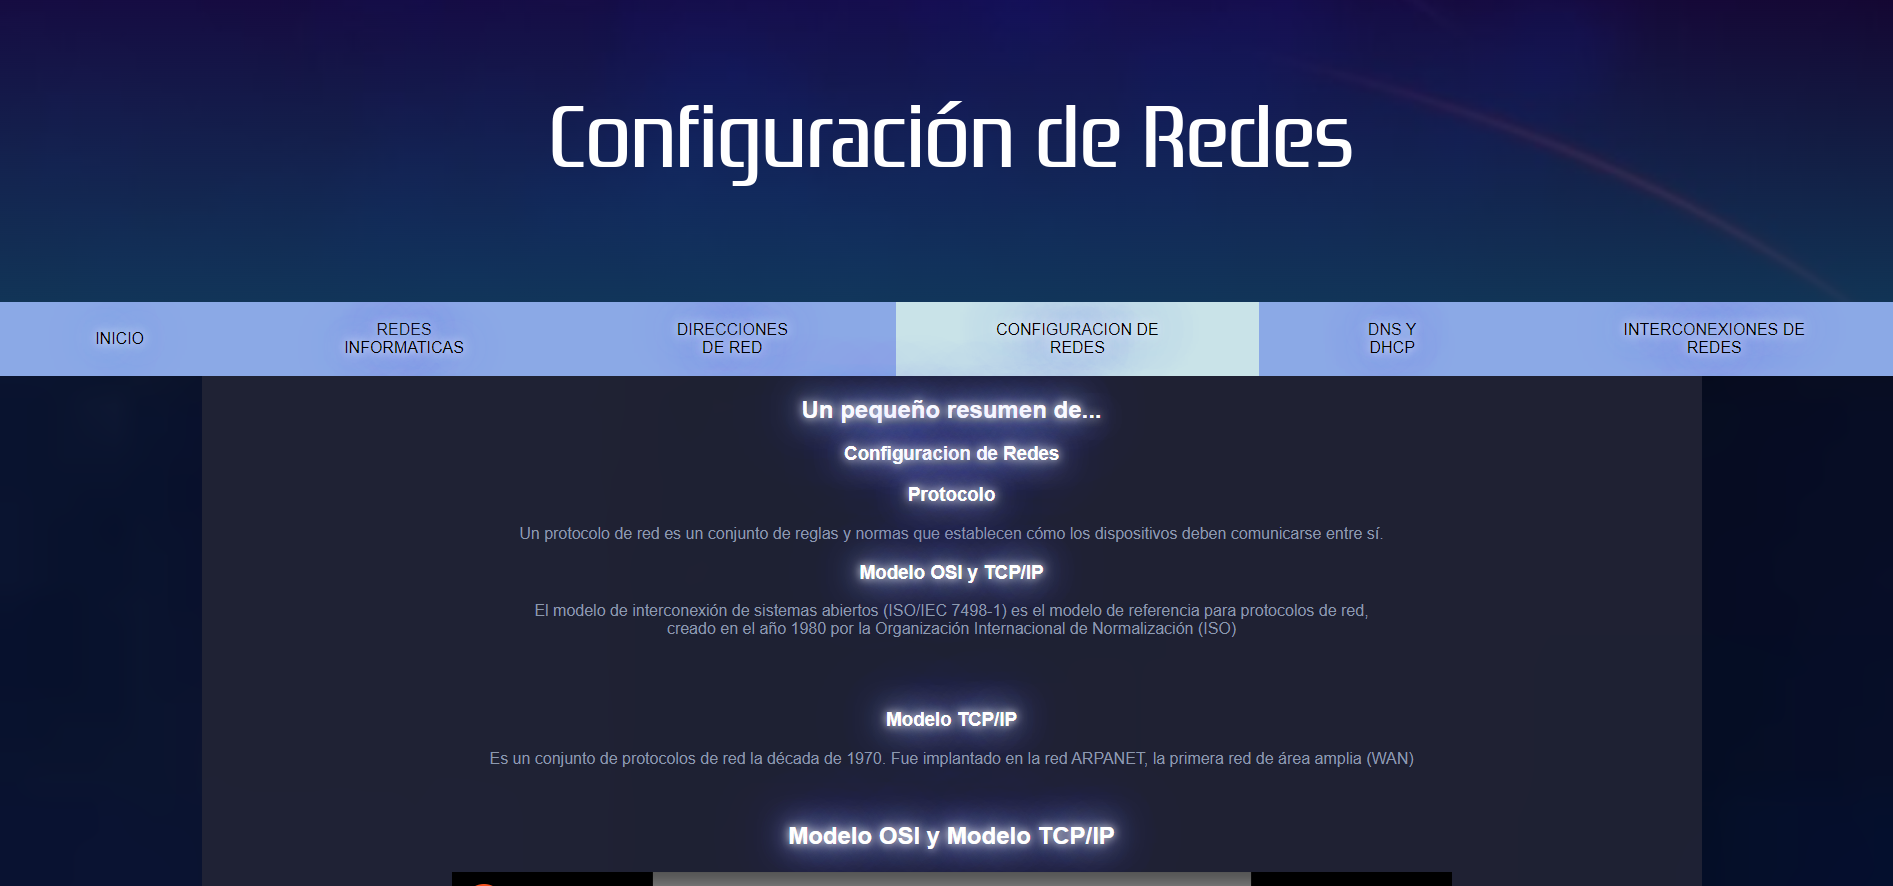 Configuración de Redes
INICIO
REDES
INFORMATICAS
DIRECCIONES
DE RED
CONFIGURACION DE
REDES
DNS Y
DHCP
INTERCONEXIONES DE
REDES
Un pequeño resumen de...
Configuracion de Redes
Protocolo
Un protocolo de red es un conjunto de reglas y normas que establecen cómo los dispositivos deben comunicarse entre sí.
Modelo OSI y TCP/IP
El modelo de interconexión de sistemas abiertos (ISO/IEC 7498-1) es el modelo de referencia para protocolos de red,
creado en el año 1980 por la Organización Internacional de Normalización (ISO)
Modelo TCP/IP
Es un conjunto de protocolos de red la década de 1970. Fue implantado en la red ARPANET, la primera red de área amplia (WAN)
Modelo OSI y Modelo TCP/IP